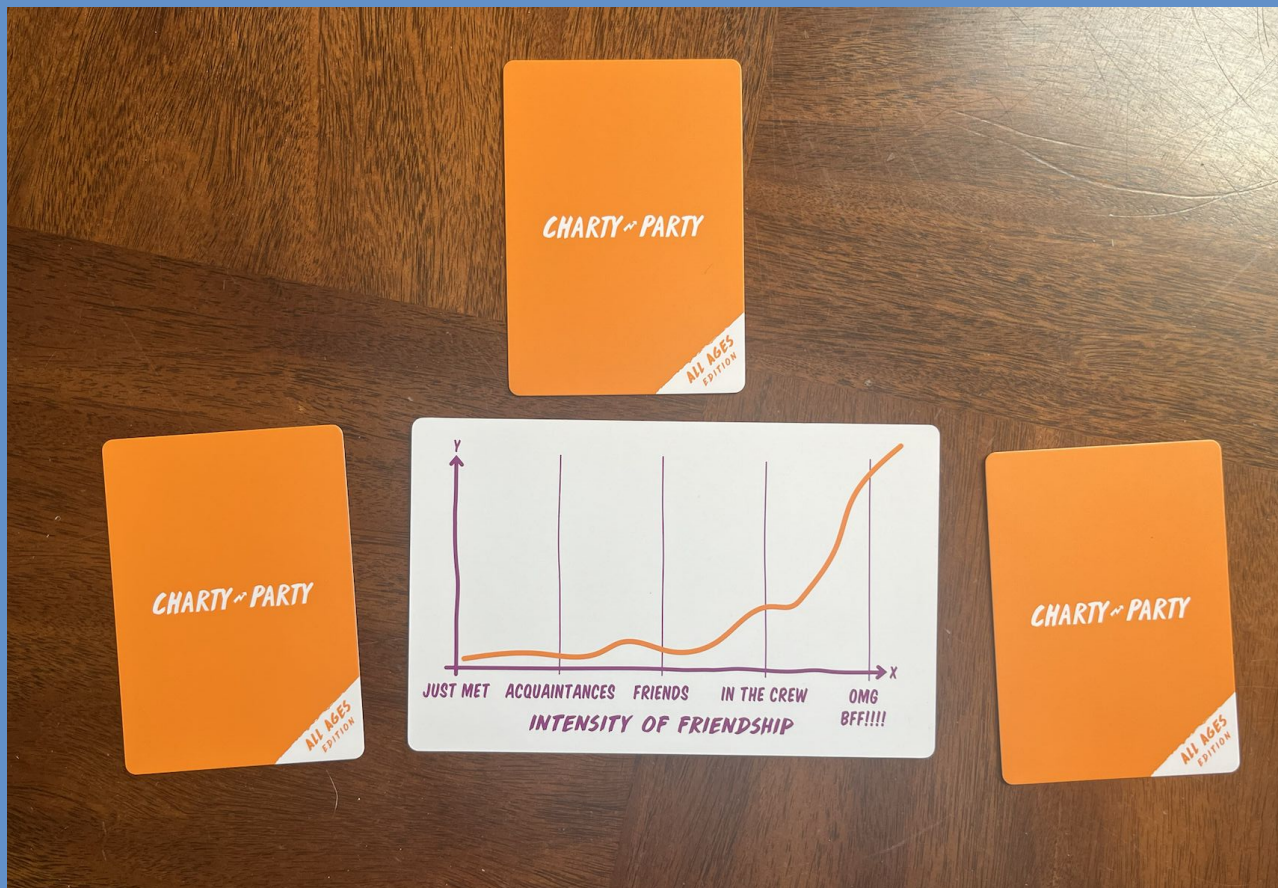 CHARTY PARTY
ALL AGES
EDITION
CHARTY PARTY
ALL AGES
EDITION
Y
X
JUST MET ACQUAINTANCES FRIENDS IN THE CREW OMG
BFF!!!!
INTENSITY OF FRIENDSHIP
CHARTY PARTY
ALL AGES
EDITION